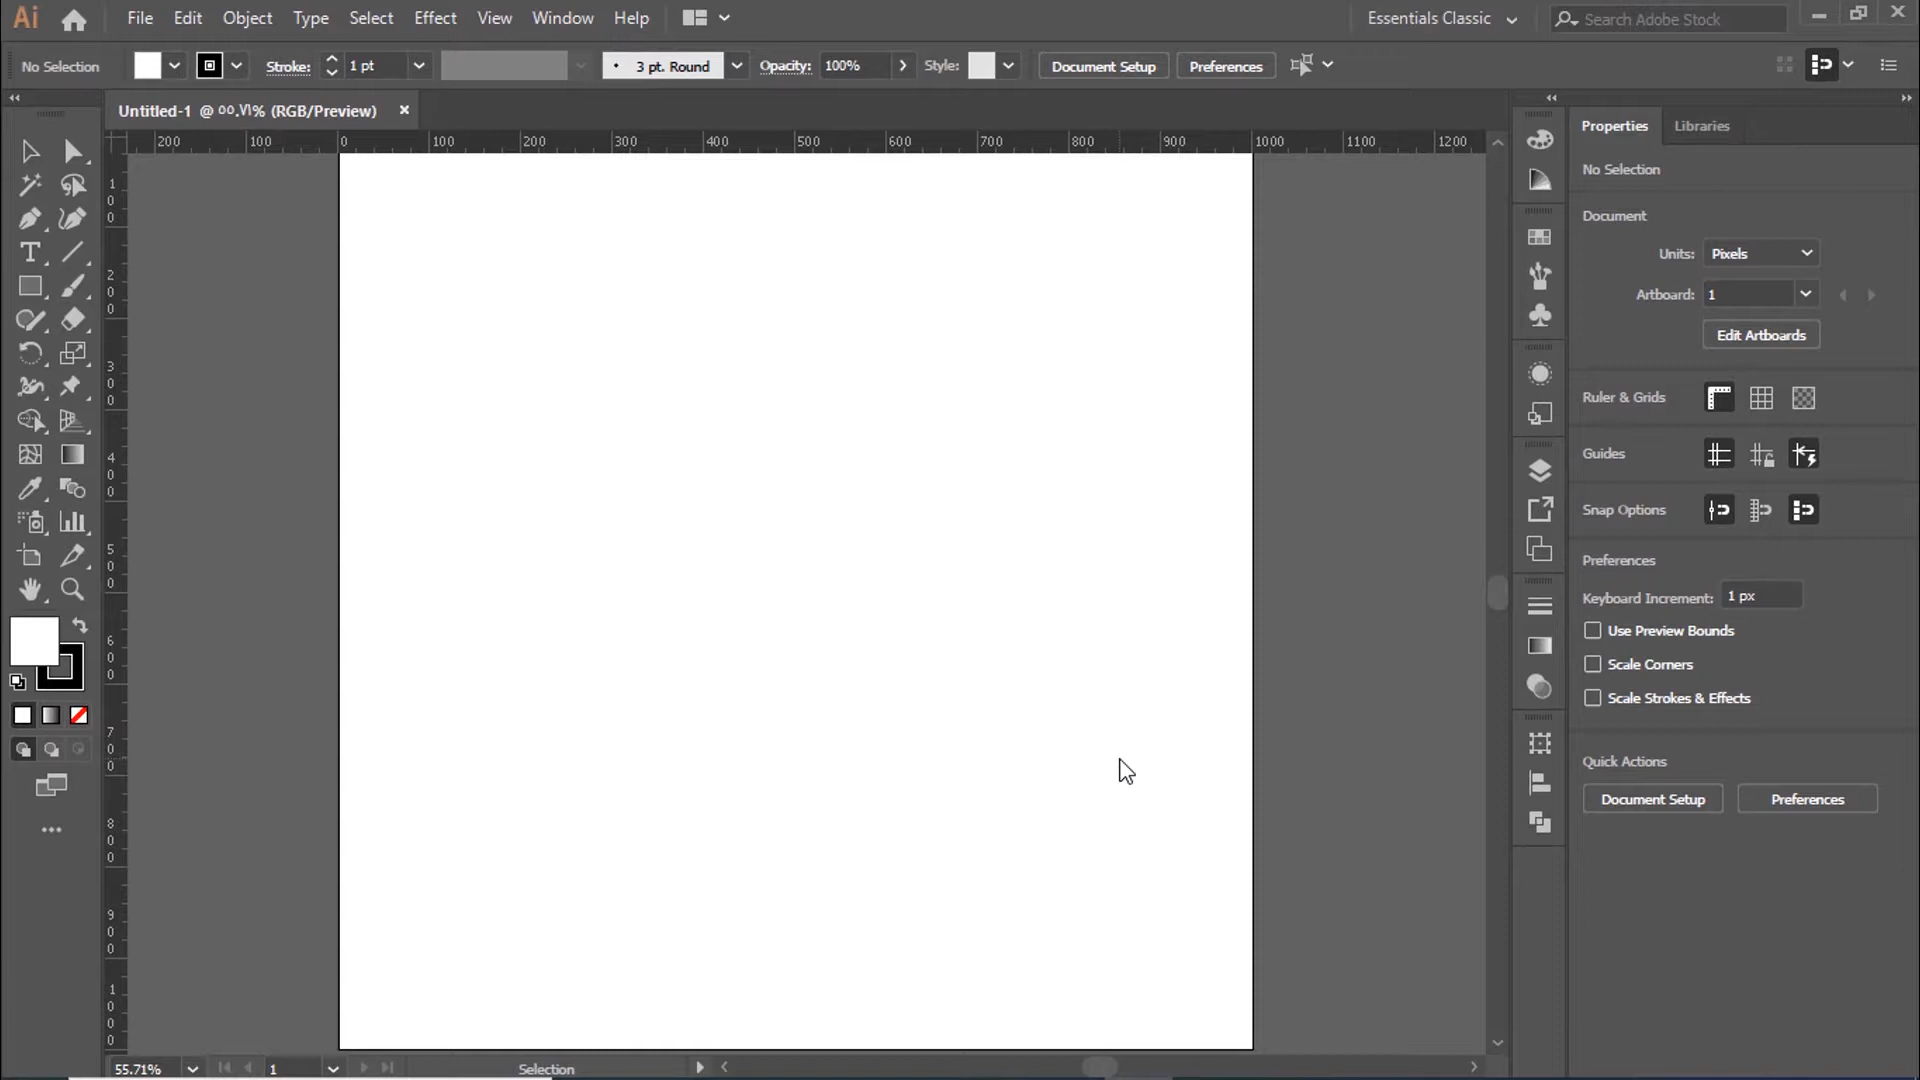 Ai File Edit Object Type Select Effect View Window Help Essentials Classic Search Adobe Stock
No Selection Stroke: 1 pt 3 pt. Round Opacity: 100% Style: Document Setup Preferences
Untitled-1 @ ٥٥.٧١% (RGB/Preview) ×
200 100 0 100 200 300 400 500 600 700 800 900 1000 1100 1200
100
200
300
400
500
600
700
800
900
1000
T
55.71% 1 Selection
Properties Libraries
No Selection
Document
Units: Pixels
Artboard: 1
Edit Artboards
Ruler & Grids
Guides
Snap Options
Preferences
Keyboard Increment: 1 px
Use Preview Bounds
Scale Corners
Scale Strokes & Effects
Quick Actions
Document Setup Preferences